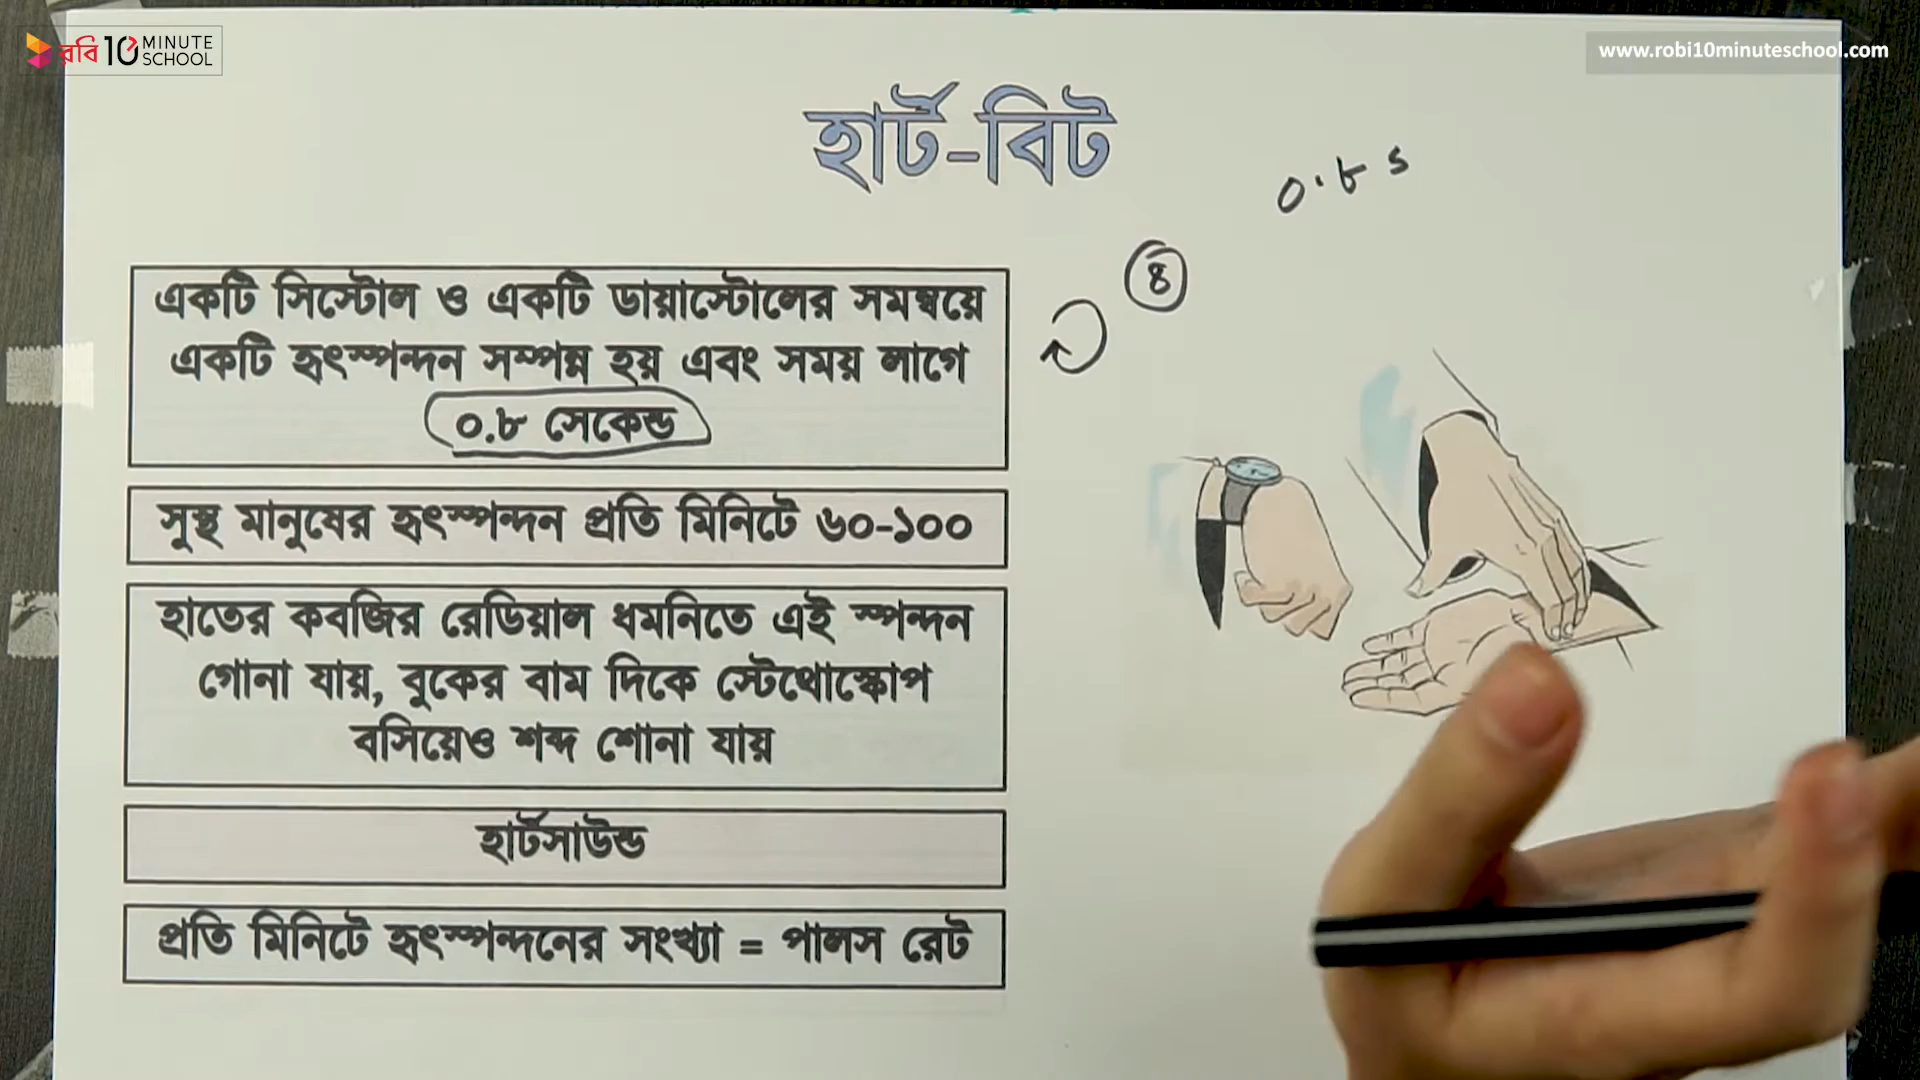 রবি 10 MINUTE SCHOOL
www.robi10minuteschool.com
হার্ট-বিট
০.৮ s
৪
একটি সিস্টোল ও একটি ডায়াস্টোলের সমন্বয়ে
একটি হৃৎস্পন্দন সম্পন্ন হয় এবং সময় লাগে
০.৮ সেকেন্ড
সুস্থ মানুষের হৃৎস্পন্দন প্রতি মিনিটে ৬০-১০০
হাতের কবজির রেডিয়াল ধমনিতে এই স্পন্দন
গোনা যায়, বুকের বাম দিকে স্টেথোস্কোপ
বসিয়েও শব্দ শোনা যায়
হার্টসাউন্ড
প্রতি মিনিটে হৃৎস্পন্দনের সংখ্যা = পালস রেট